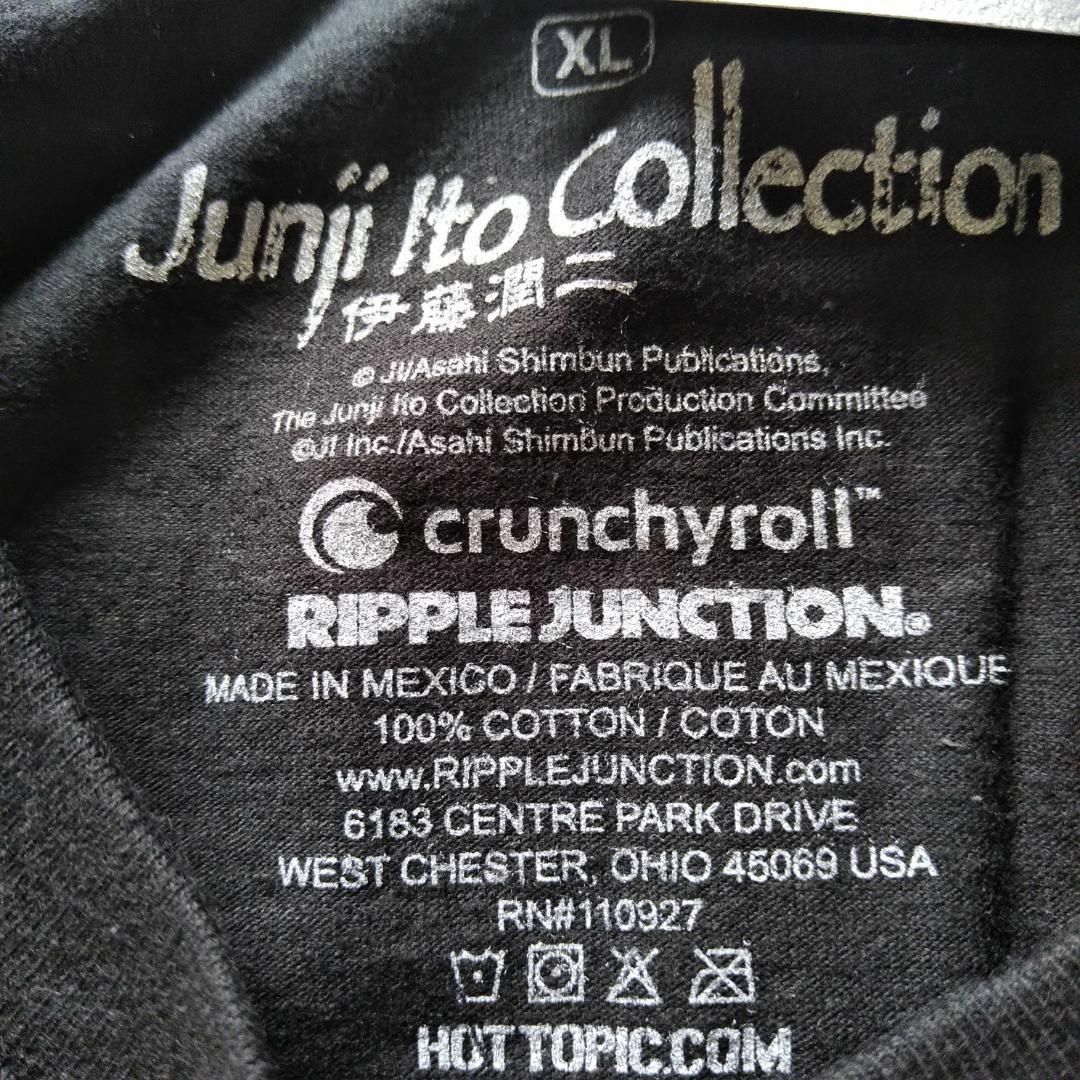 XL
Junji Ito Collection
伊藤潤二
© JI/Asahi Shimbun Publications,
The Junji Ito Collection Production Committee
©JI Inc./Asahi Shimbun Publications Inc.
crunchyroll™
RIPPLE JUNCTION®
MADE IN MEXICO / FABRIQUE AU MEXIQUE
100% COTTON / COTON
www.RIPPLEJUNCTION.com
6183 CENTRE PARK DRIVE
WEST CHESTER, OHIO 45069 USA
RN#110927
HOT TOPIC.COM